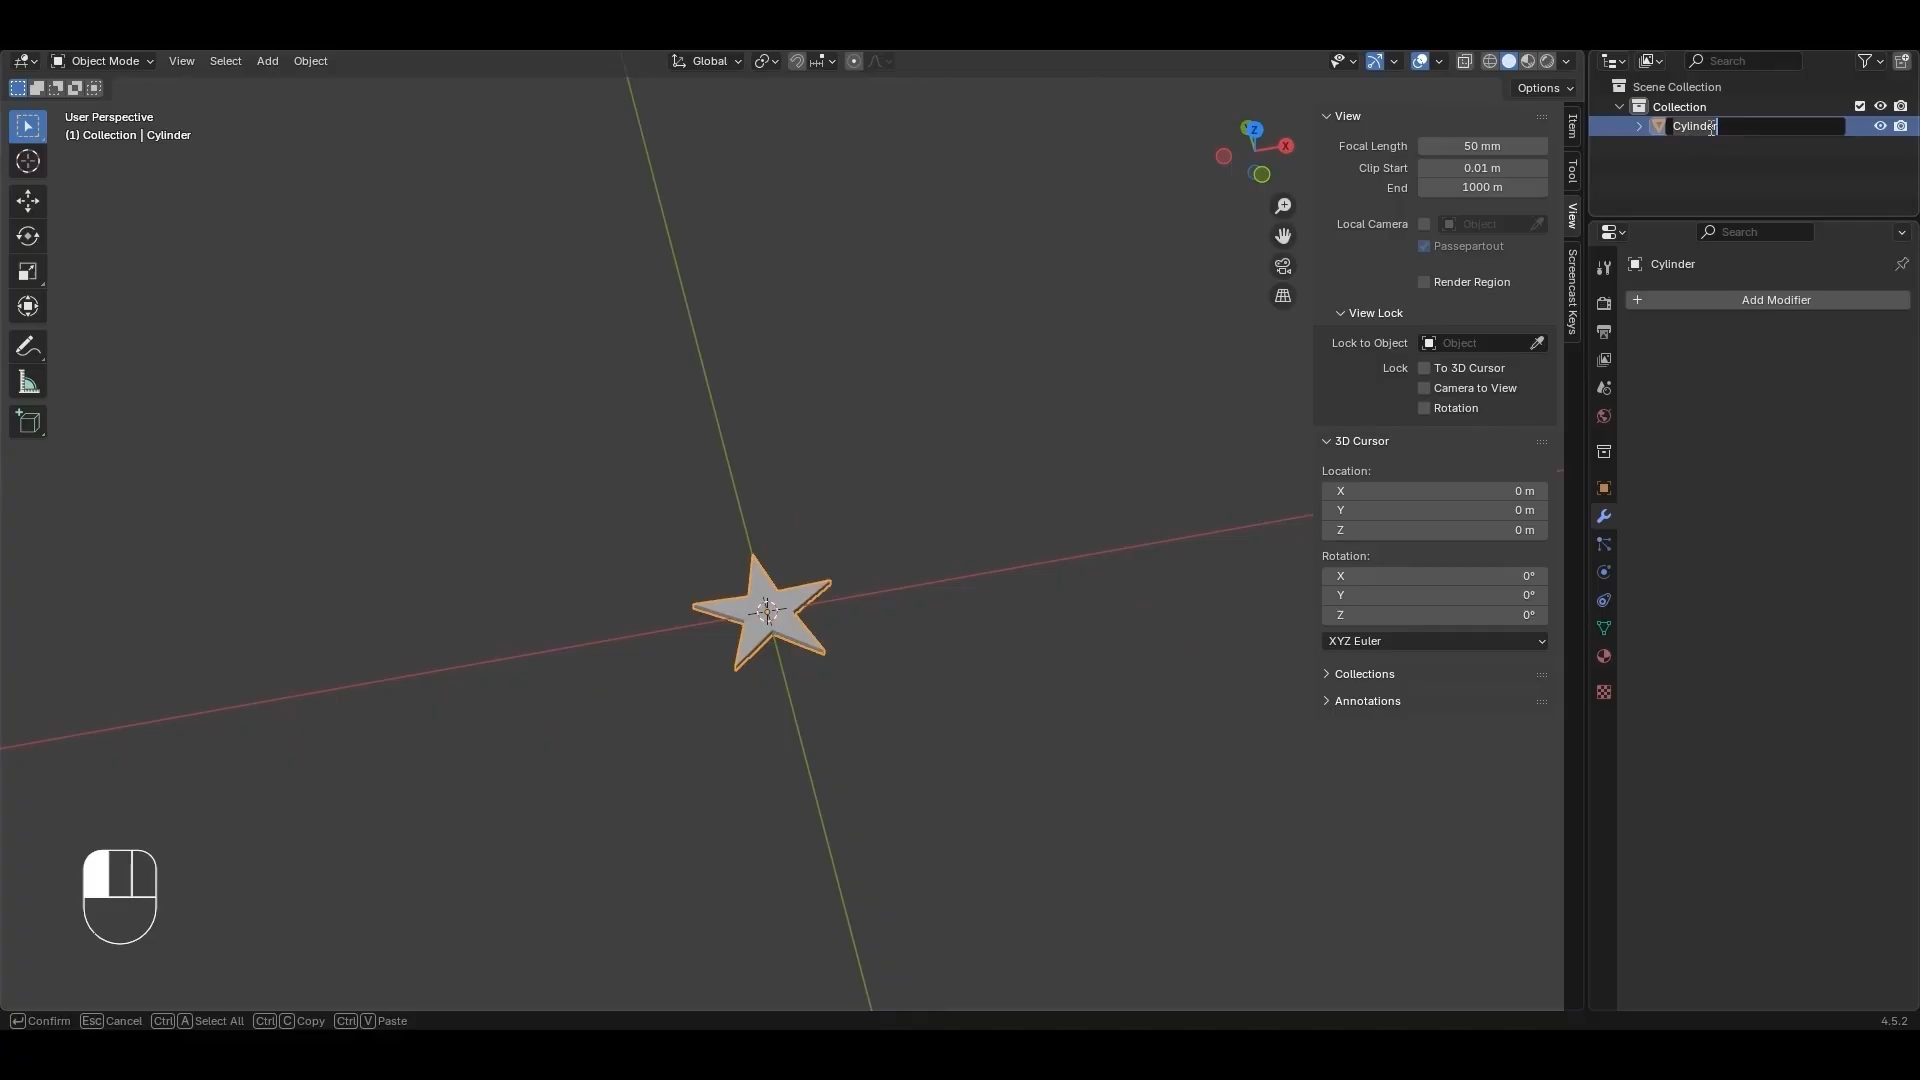 Object Mode View Select Add Object Global Search
Options
User Perspective
(1) Collection | Cylinder
Scene Collection
Collection
Cylinder
View
Focal Length 50 mm
Clip Start 0.01 m
End 1000 m
Local Camera Object
Passepartout
Render Region
View Lock
Lock to Object Object
Lock To 3D Cursor
Camera to View
Rotation
3D Cursor
Location:
X 0 m
Y 0 m
Z 0 m
Rotation:
X 0°
Y 0°
Z 0°
XYZ Euler
Collections
Annotations
Item
Tool
View
Screencast Keys
Search
Cylinder
+ Add Modifier
Z
X
Y
Confirm Esc Cancel Ctrl A Select All Ctrl C Copy Ctrl V Paste
4.5.2